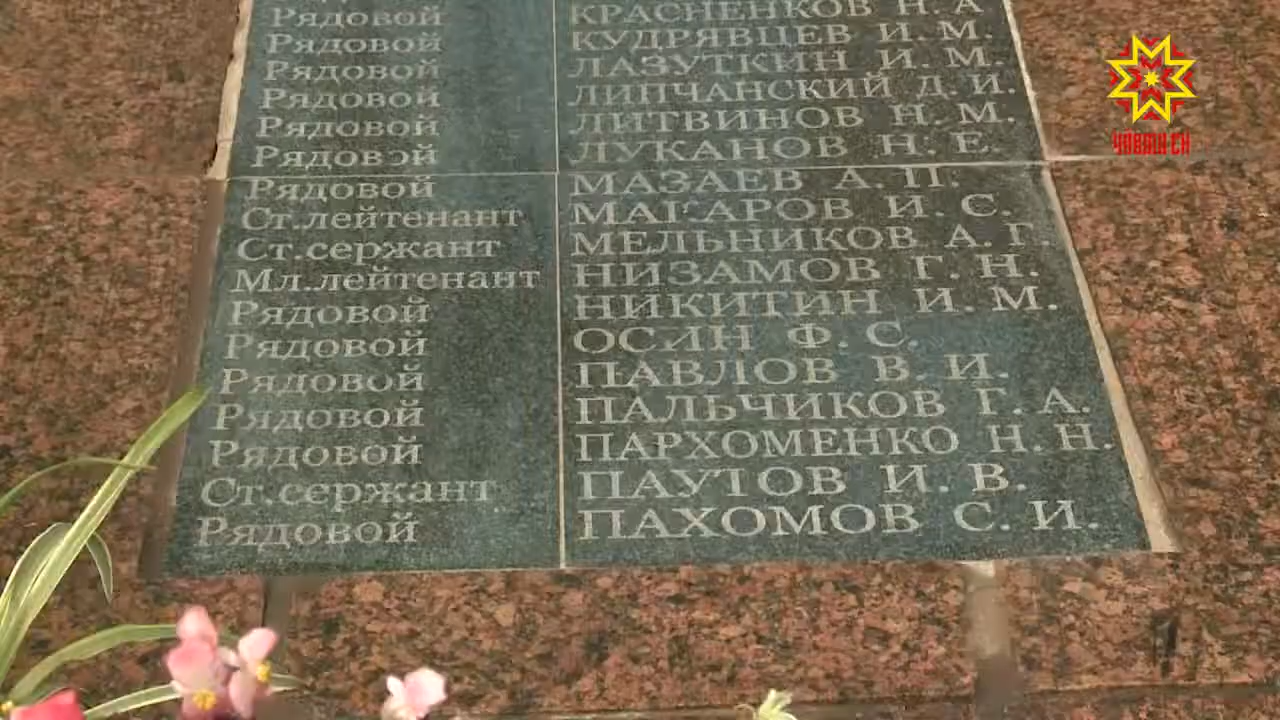 Рядовой КРАСНЕНКОВ Н. А
Рядовой КУДРЯВЦЕВ И. М.
Рядовой ЛАЗУТКИН И. М.
Рядовой ЛИПЧАНСКИЙ Д. И.
Рядовой ЛИТВИНОВ Н. М.
Рядовой ЛУКАНОВ Н. Е.
Рядовой МАЗАЕВ А. П.
Ст.лейтенант МАКАРОВ И. С.
Ст.сержант МЕЛЬНИКОВ А. Г.
Мл.лейтенант НИЗАМОВ Г. Н.
Рядовой НИКИТИН И. М.
Рядовой ОСИН Ф. С.
Рядовой ПАВЛОВ В. И.
Рядовой ПАЛЬЧИКОВ Г. А.
Рядовой ПАРХОМЕНКО Н. Н.
Ст.сержант ПАУТОВ И. В.
Рядовой ПАХОМОВ С. И.
ЧӐВАШ ЕН